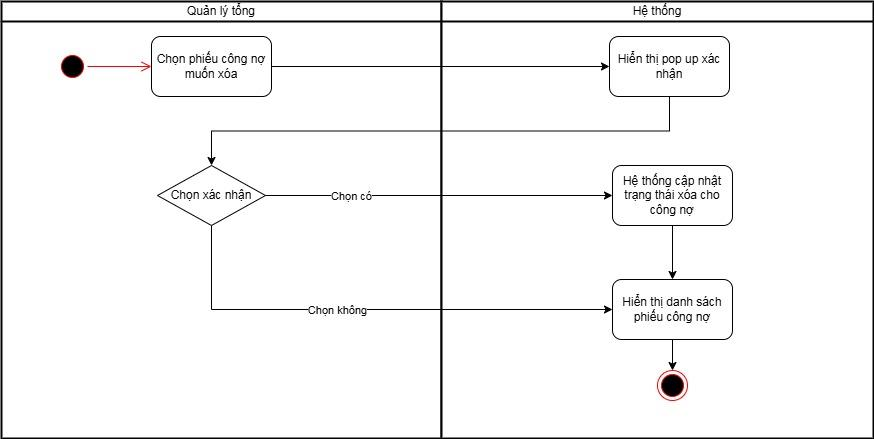 Quản lý tổng
Hệ thống
Chọn phiếu công nợ
muốn xóa
Hiển thị pop up xác
nhận
Chọn xác nhận
Chọn có
Hệ thống cập nhật
trạng thái xóa cho
công nợ
Chọn không
Hiển thị danh sách
phiếu công nợ